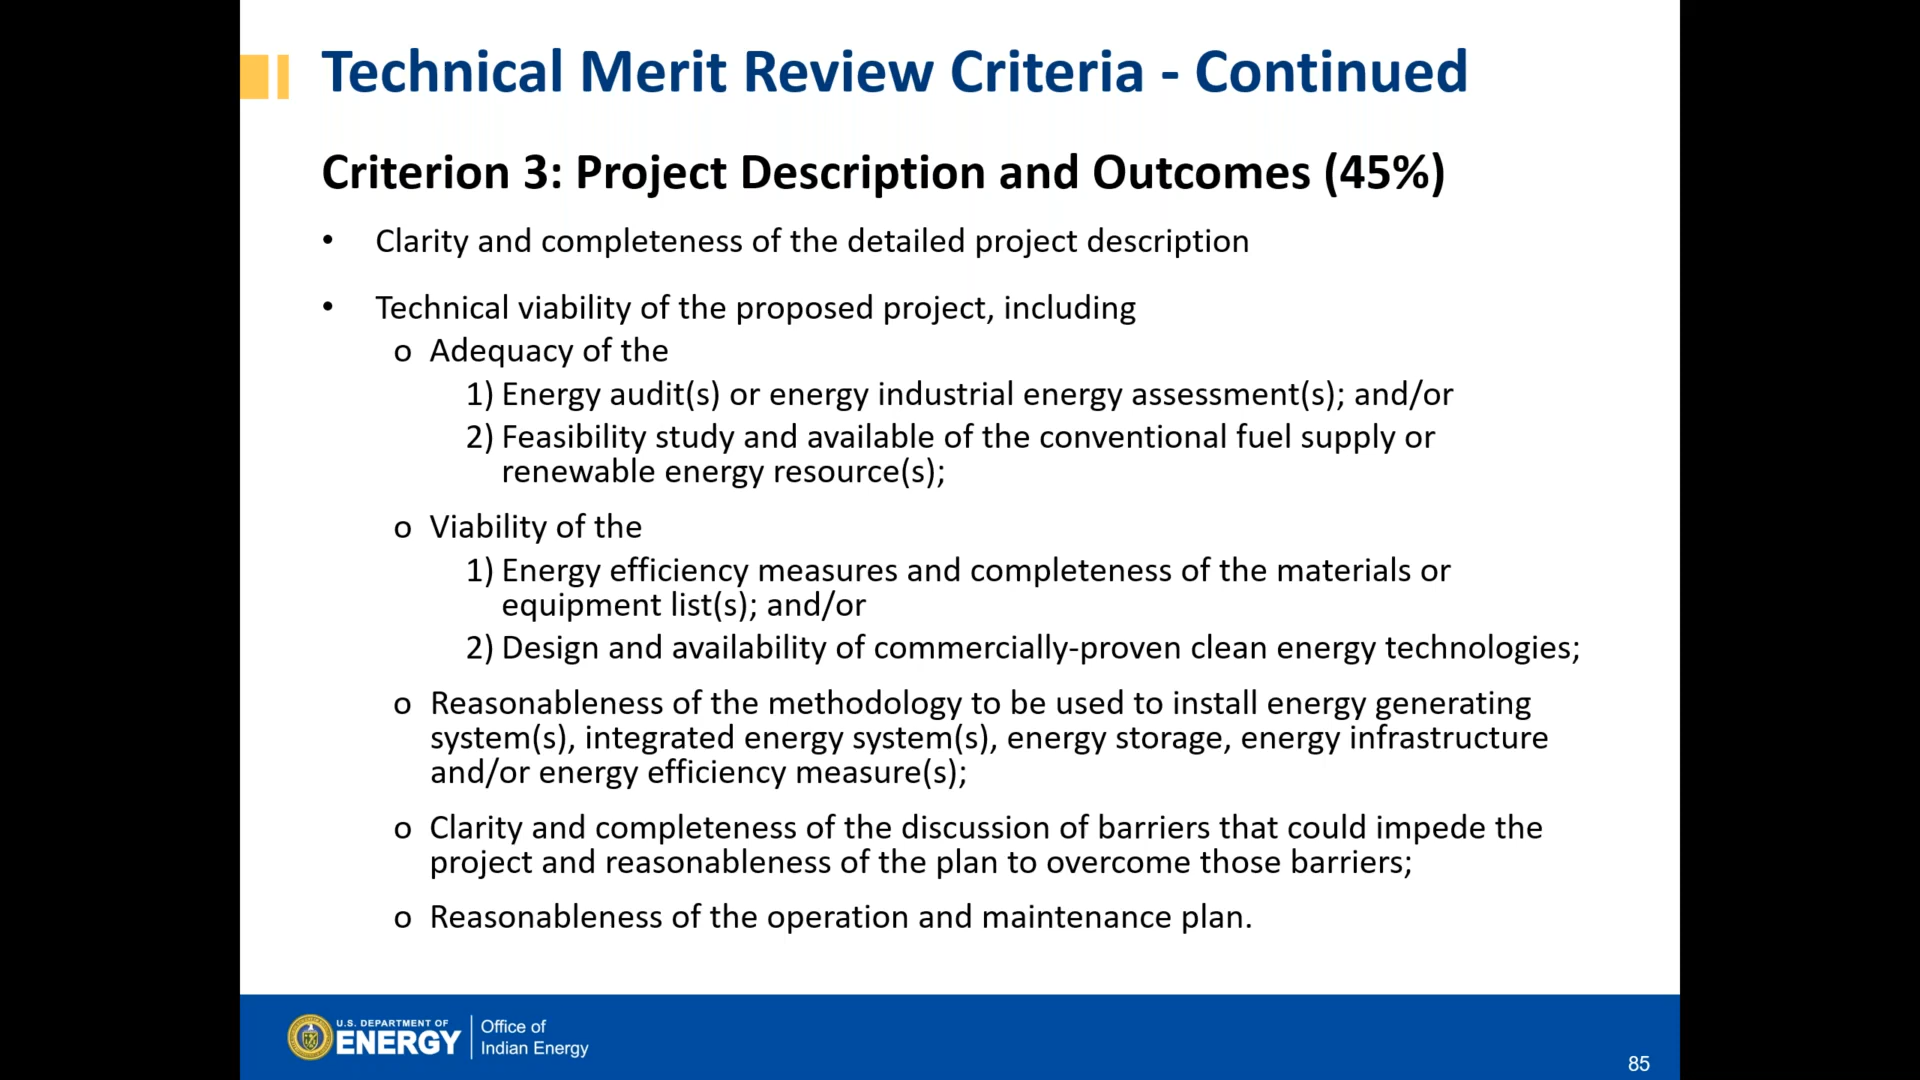 Technical Merit Review Criteria - Continued
Criterion 3: Project Description and Outcomes (45%)
• Clarity and completeness of the detailed project description
• Technical viability of the proposed project, including
o Adequacy of the
1) Energy audit(s) or energy industrial energy assessment(s); and/or
2) Feasibility study and available of the conventional fuel supply or
renewable energy resource(s);
o Viability of the
1) Energy efficiency measures and completeness of the materials or
equipment list(s); and/or
2) Design and availability of commercially-proven clean energy technologies;
o Reasonableness of the methodology to be used to install energy generating
system(s), integrated energy system(s), energy storage, energy infrastructure
and/or energy efficiency measure(s);
o Clarity and completeness of the discussion of barriers that could impede the
project and reasonableness of the plan to overcome those barriers;
o Reasonableness of the operation and maintenance plan.
U.S. DEPARTMENT OF
ENERGY
Office of
Indian Energy
85